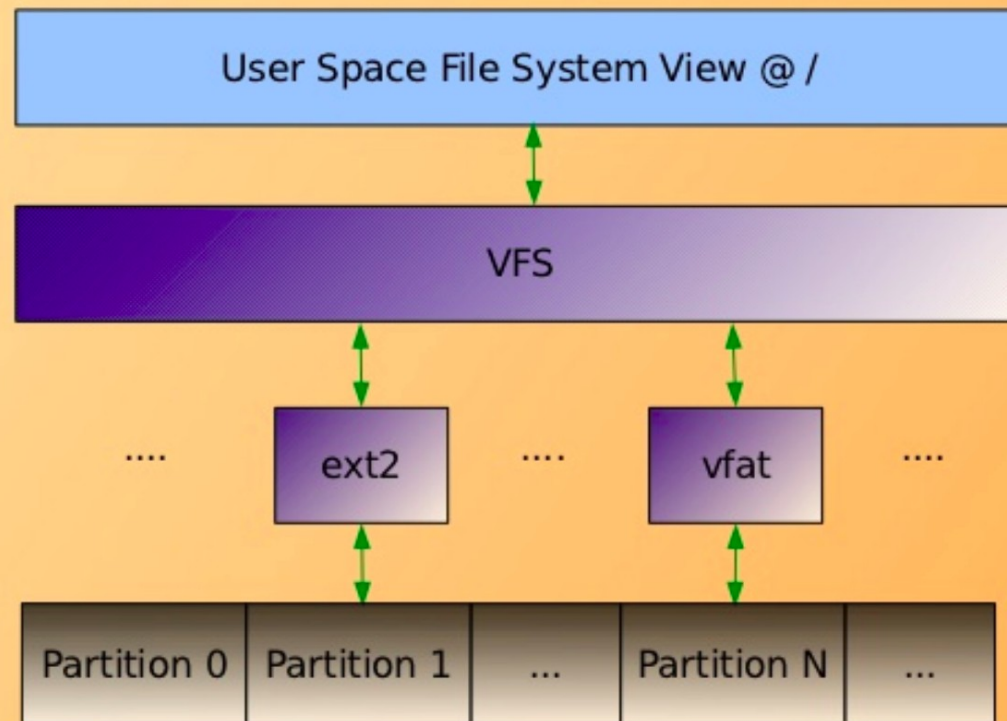 User Space File System View @ /
VFS
.... ext2 .... vfat ....
Partition 0 Partition 1 ... Partition N ...